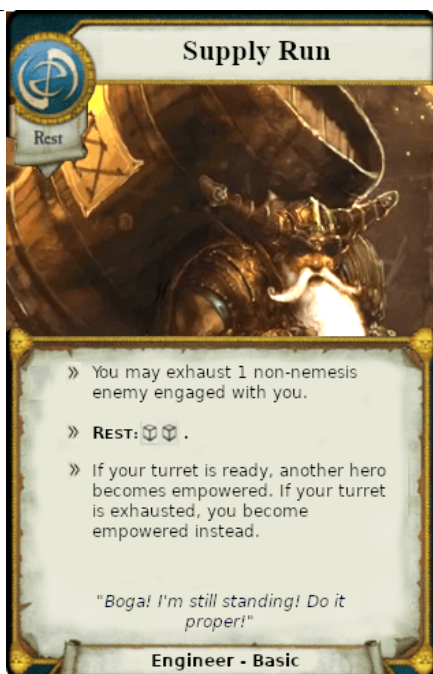 Supply Run
Rest
» You may exhaust 1 non-nemesis
enemy engaged with you.
» REST: .
» If your turret is ready, another hero
becomes empowered. If your turret
is exhausted, you become
empowered instead.
"Boga! I'm still standing! Do it
proper!"
Engineer - Basic